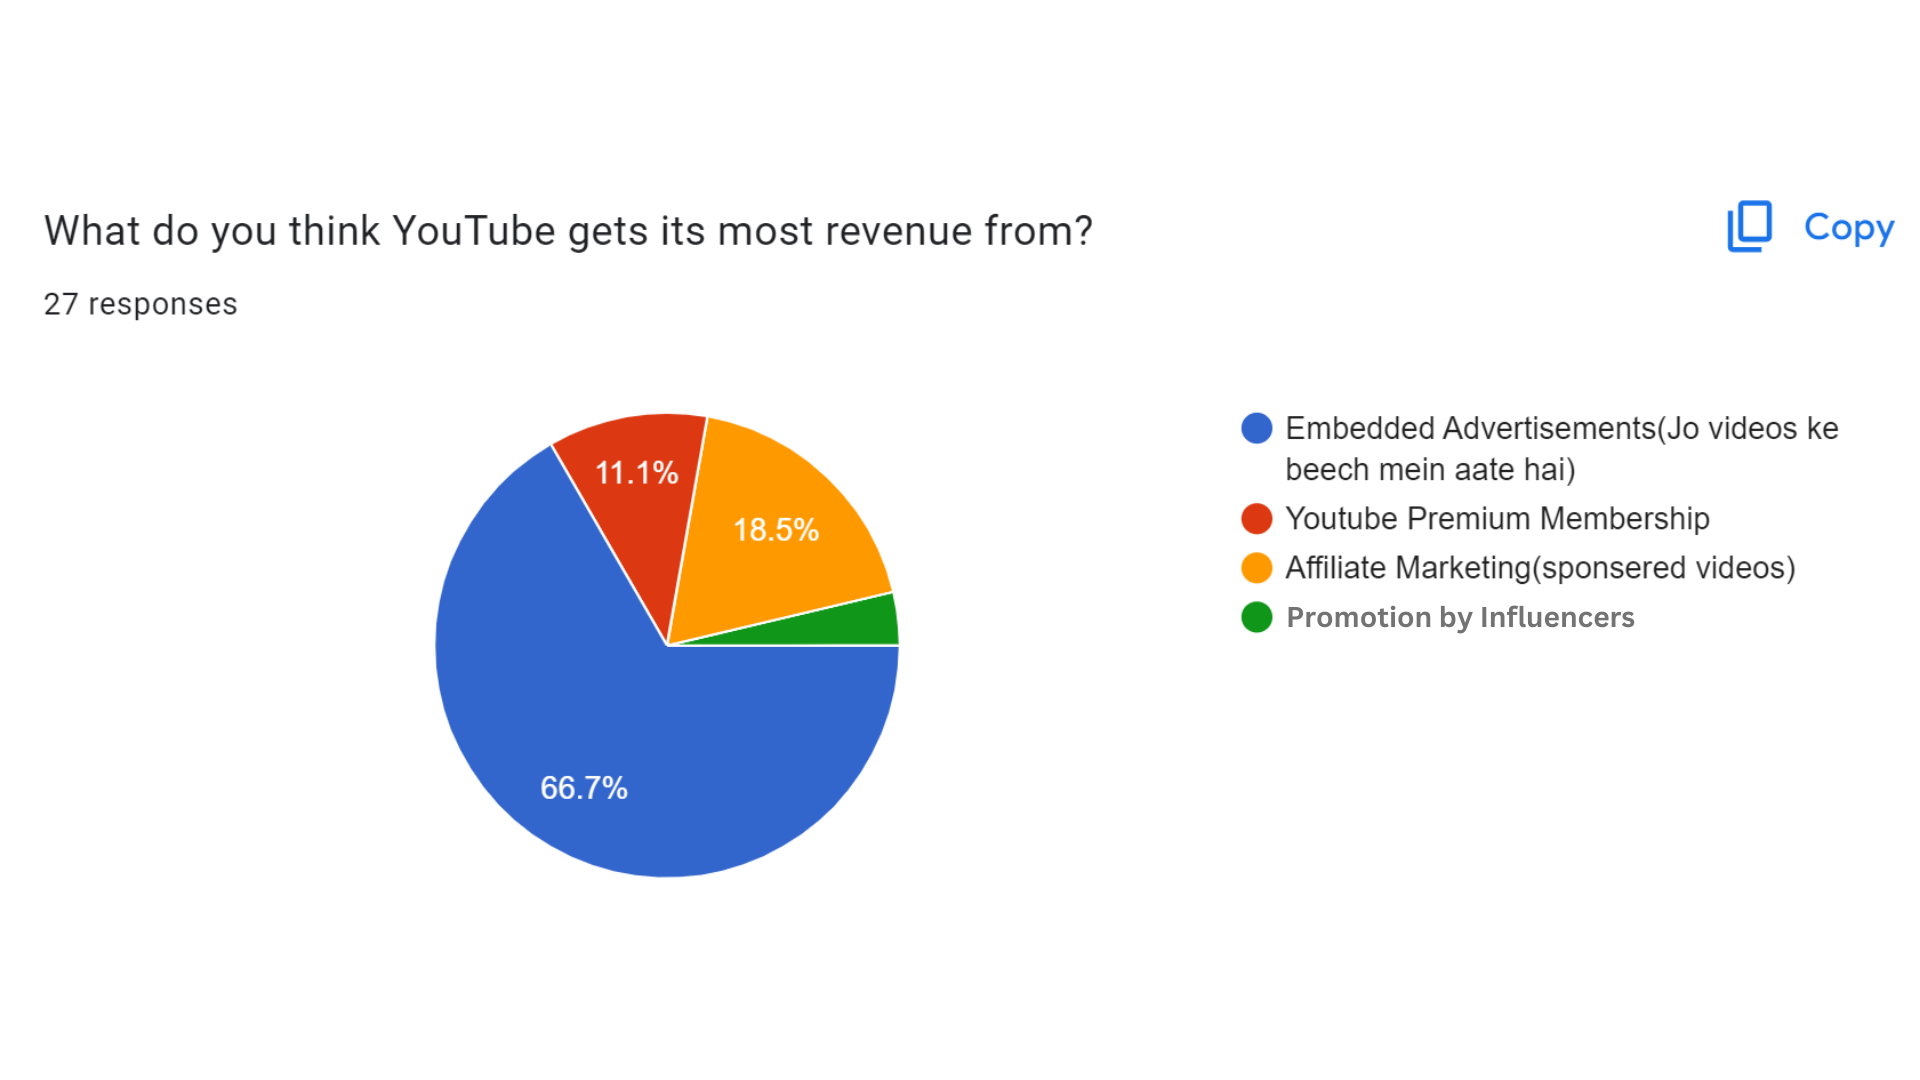 What do you think YouTube gets its most revenue from?
Copy
27 responses
11.1%
18.5%
66.7%
Embedded Advertisements(Jo videos ke
beech mein aate hai)
Youtube Premium Membership
Affiliate Marketing(sponsered videos)
Promotion by Influencers